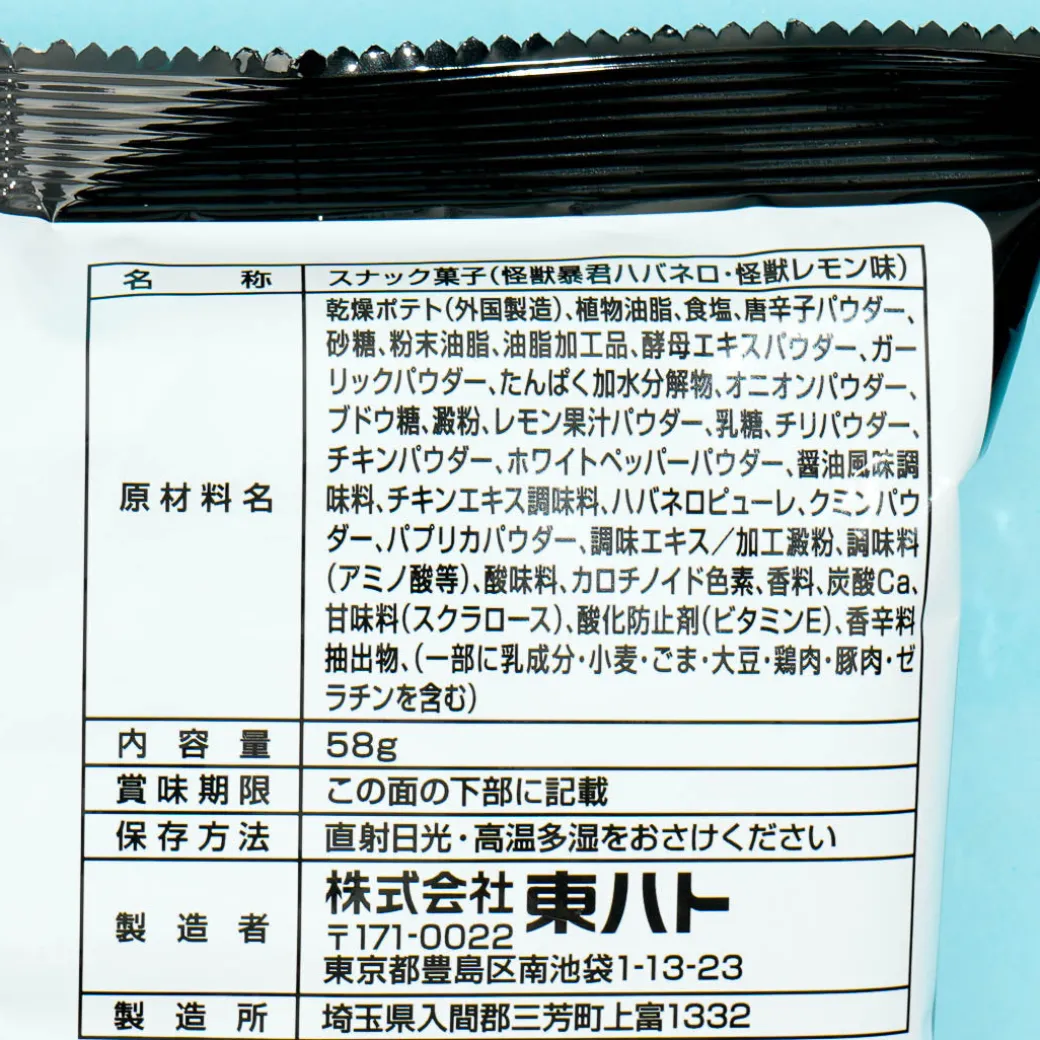 名称 スナック菓子(怪獣暴君ハバネロ・怪獣レモン味)
原材料名
乾燥ポテト(外国製造)、植物油脂、食塩、唐辛子パウダー、
砂糖、粉末油脂、油脂加工品、酵母エキスパウダー、ガー
リックパウダー、たんぱく加水分解物、オニオンパウダー、
ブドウ糖、澱粉、レモン果汁パウダー、乳糖、チリパウダー、
チキンパウダー、ホワイトペッパーパウダー、醤油風味調
味料、チキンエキス調味料、ハバネロピューレ、クミンパウ
ダー、パプリカパウダー、調味エキス/加工澱粉、調味料
(アミノ酸等)、酸味料、カロチノイド色素、香料、炭酸Ca、
甘味料(スクラロース)、酸化防止剤(ビタミンE)、香辛料
抽出物、(一部に乳成分・小麦・ごま・大豆・鶏肉・豚肉・ゼ
ラチンを含む)
内容量 58g
賞味期限 この面の下部に記載
保存方法 直射日光・高温多湿をおさけください
製造者 株式会社 東ハト
〒171-0022
東京都豊島区南池袋1-13-23
製造所 埼玉県入間郡三芳町上富1332